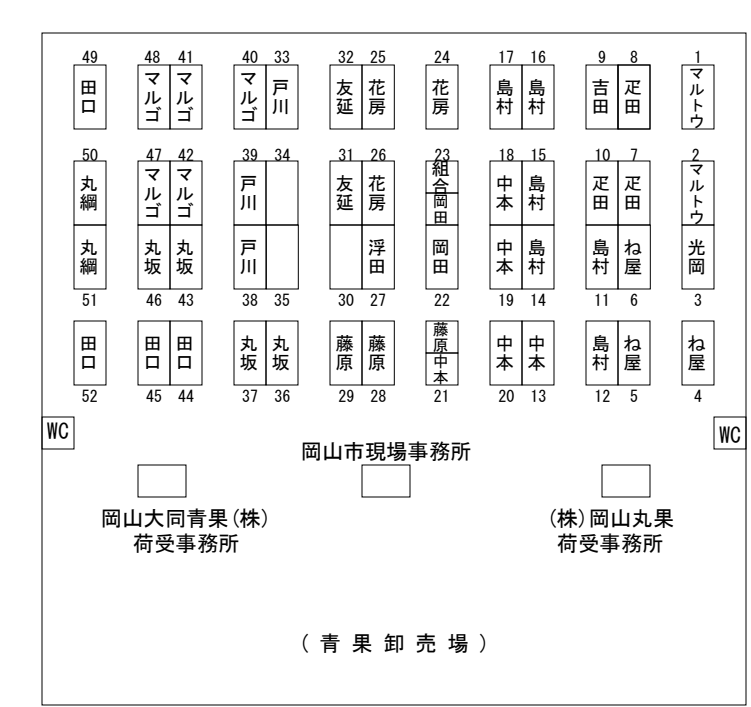 49 48 41 40 33 32 25 24 17 16 9 8 1
田口 マルゴ マルゴ マルゴ 戸川 友延 花房 花房 島村 島村 吉田 疋田 マルトウ
50 47 42 39 34 31 26 23 18 15 10 7 2
丸綱 マルゴ マルゴ 戸川 友延 花房 組合 岡田 中本 島村 疋田 疋田 マルトウ
丸綱 丸坂 丸坂 戸川 浮田 岡田 中本 島村 島村 ね屋 光岡
51 46 43 38 35 30 27 22 19 14 11 6 3
田口 田口 田口 丸坂 丸坂 藤原 藤原 藤原 中本 中本 中本 島村 ね屋 ね屋
52 45 44 37 36 29 28 21 20 13 12 5 4
WC WC
岡山市現場事務所
岡山大同青果(株) (株)岡山丸果
荷受事務所 荷受事務所
(青果卸売場)